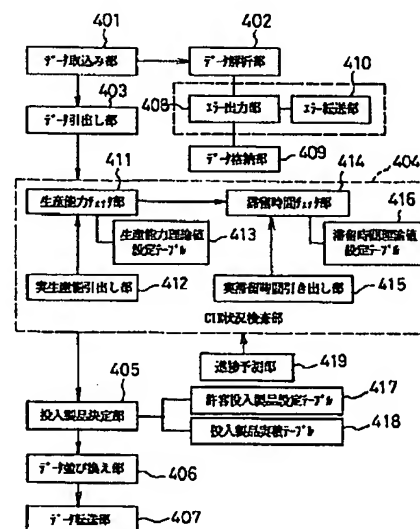 401
402
データ取込み部
データ解析部
410
403
408
エラー出力部
エラー転送部
データ引出し部
409
データ格納部
404
411
414
416
生産能力チェック部
滞留時間チェック部
生産能力理論値
設定テーブル
413
滞留時間理論値
設定テーブル
412
415
実生産能引出し部
実滞留時間引き出し部
CIM状況検査部
419
進捗予測部
405
417
投入製品決定部
許容投入製品設定テーブル
投入製品実績テーブル
418
データ並び換え部
406
データ転送部
407